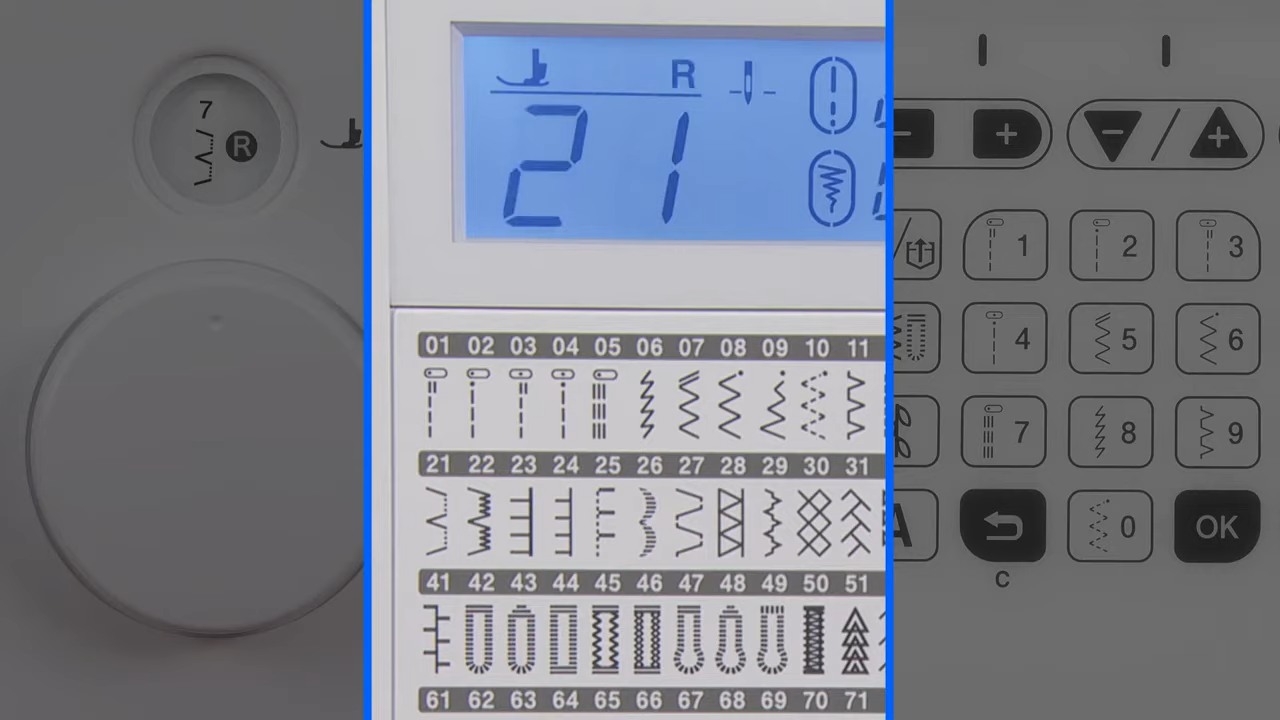 7
R
R
21
01 02 03 04 05 06 07 08 09 10 11
21 22 23 24 25 26 27 28 29 30 31
41 42 43 44 45 46 47 48 49 50 51
61 62 63 64 65 66 67 68 69 70 71
- + - / +
/ 1 2 3
4 5 6
7 8 9
A 0 OK
C